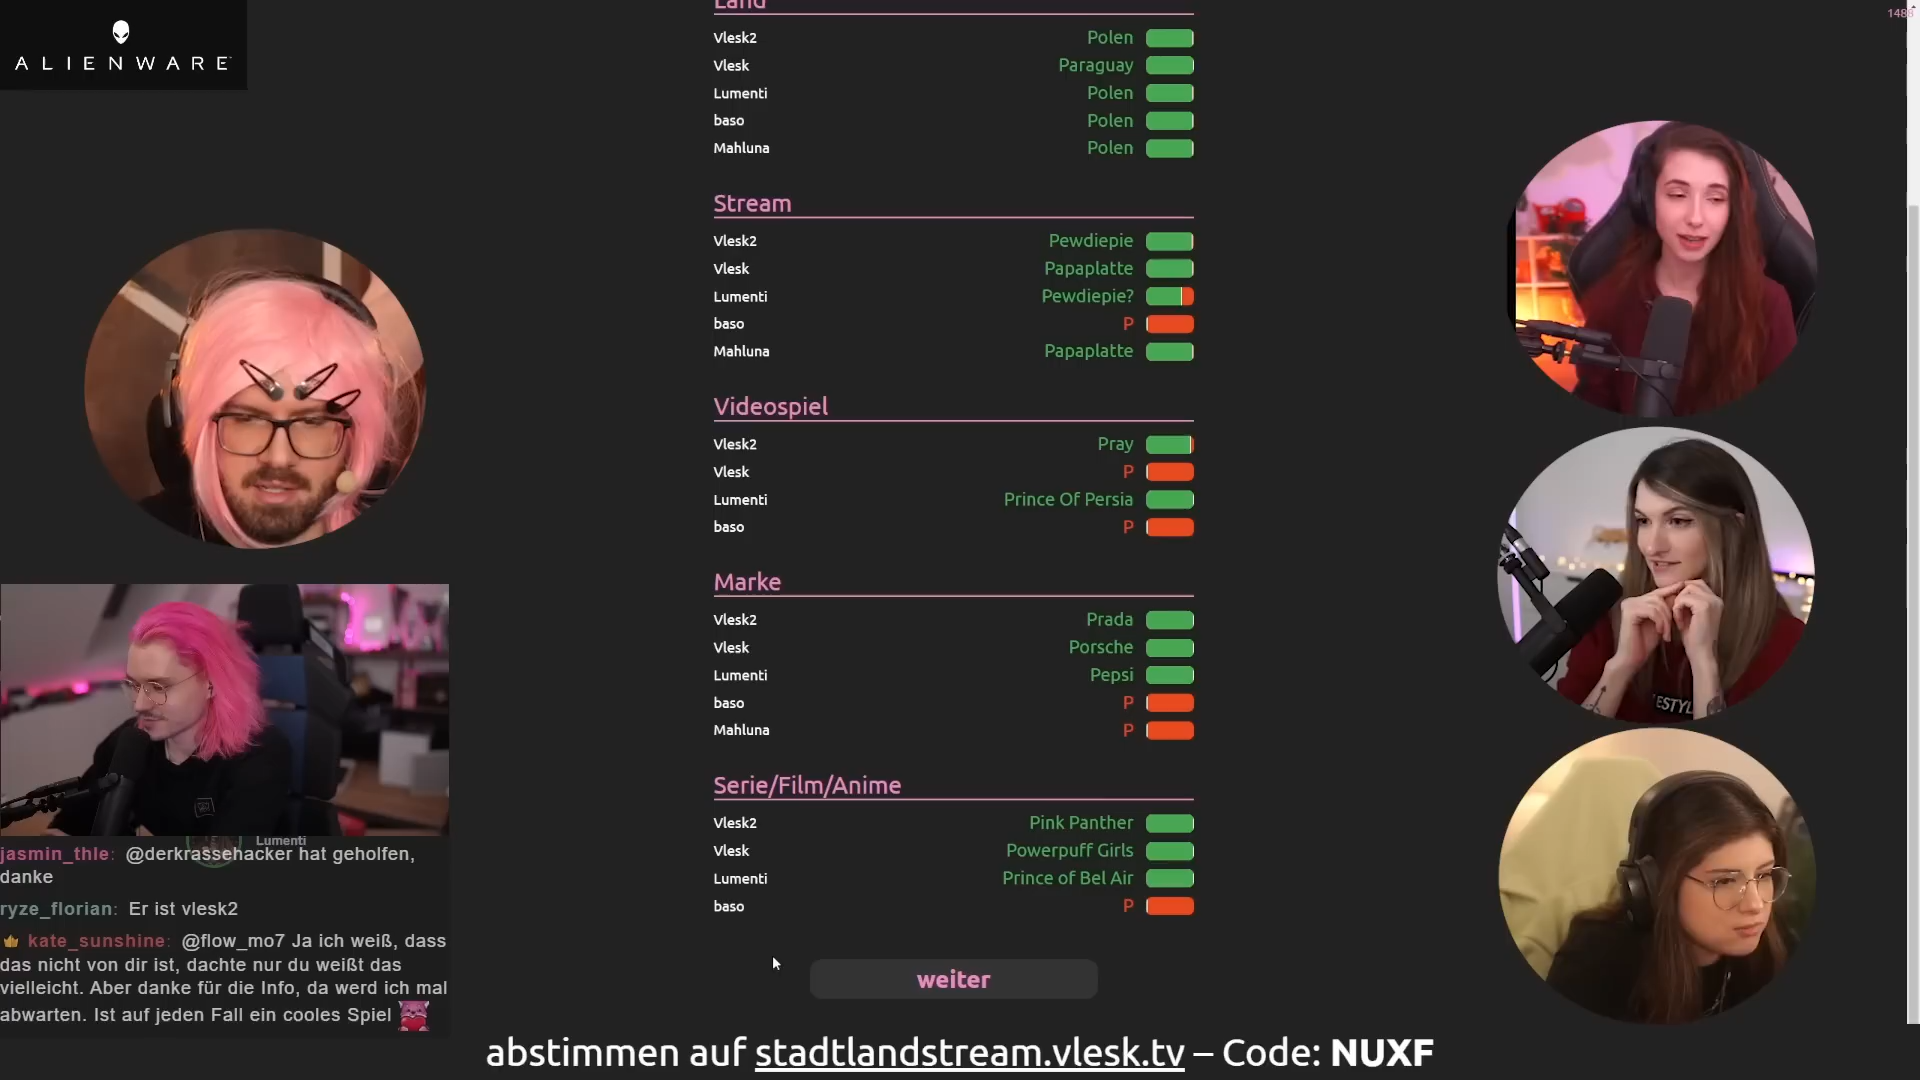 ALIENWARE
148
Land
Vlesk2 Polen
Vlesk Paraguay
Lumenti Polen
baso Polen
Mahluna Polen
Stream
Vlesk2 Pewdiepie
Vlesk Papaplatte
Lumenti Pewdiepie?
baso P
Mahluna Papaplatte
Videospiel
Vlesk2 Pray
Vlesk P
Lumenti Prince Of Persia
baso P
Marke
Vlesk2 Prada
Vlesk Porsche
Lumenti Pepsi
baso P
Mahluna P
Serie/Film/Anime
Vlesk2 Pink Panther
Vlesk Powerpuff Girls
Lumenti Prince of Bel Air
baso P
weiter
Lumenti
jasmin_thle: @derkrassehacker hat geholfen,
danke
ryze_florian: Er ist vlesk2
kate_sunshine: @flow_mo7 Ja ich weiß, dass
das nicht von dir ist, dachte nur du weißt das
vielleicht. Aber danke für die Info, da werd ich mal
abwarten. Ist auf jeden Fall ein cooles Spiel
abstimmen auf stadtlandstream.vlesk.tv – Code: NUXF